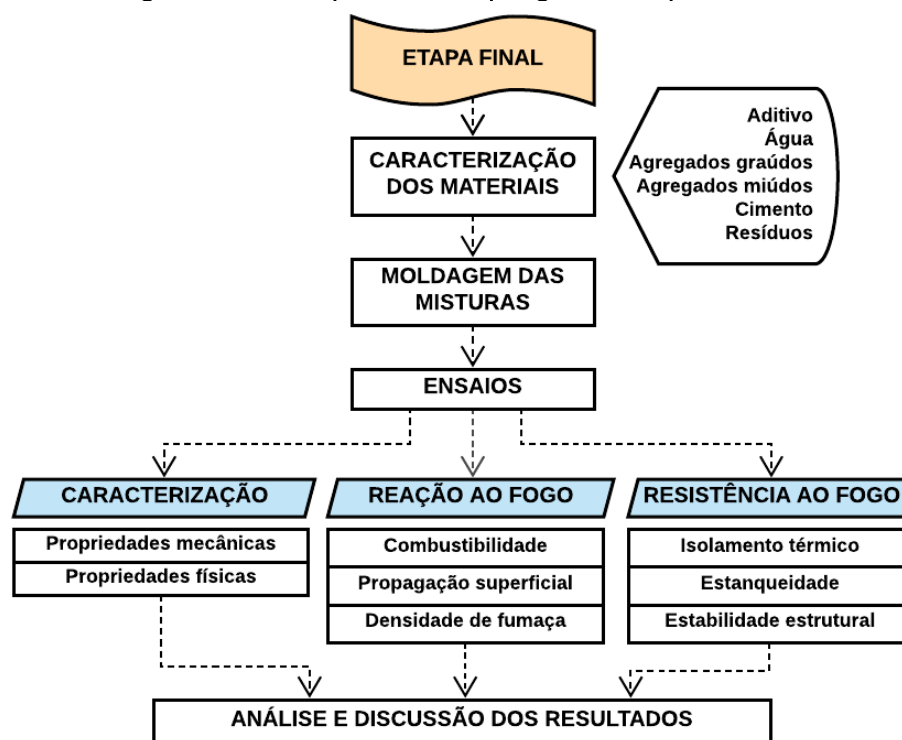 ETAPA FINAL
CARACTERIZAÇÃO
DOS MATERIAIS
Aditivo
Água
Agregados graúdos
Agregados miúdos
Cimento
Resíduos
MOLDAGEM DAS
MISTURAS
ENSAIOS
CARACTERIZAÇÃO
Propriedades mecânicas
Propriedades físicas
REAÇÃO AO FOGO
Combustibilidade
Propagação superficial
Densidade de fumaça
RESISTÊNCIA AO FOGO
Isolamento térmico
Estanqueidade
Estabilidade estrutural
ANÁLISE E DISCUSSÃO DOS RESULTADOS